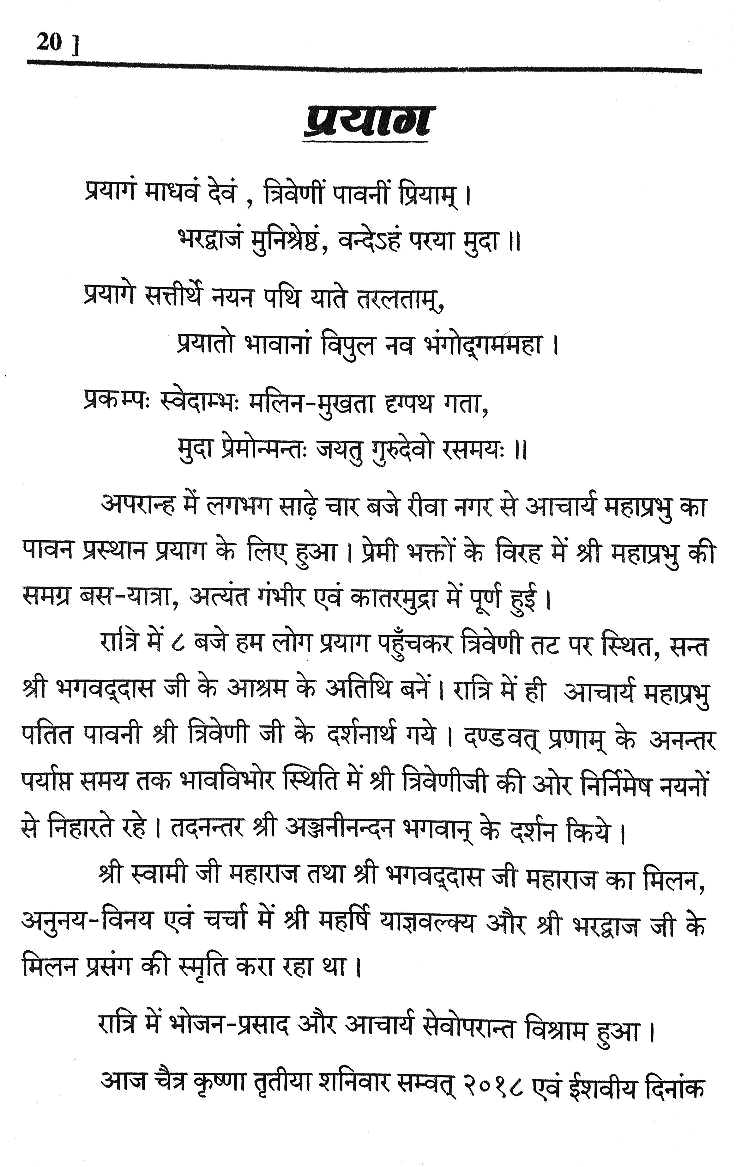 20 ]
प्रयाग
प्रयागं माधवं देवं , त्रिवेणीं पावनीं प्रियाम् ।
भरद्वाजं मुनिश्रेष्ठं, वन्देऽहं परया मुदा ॥
प्रयागे सत्तीर्थे नयन पथि याते तरलताम्,
प्रयातो भावानां विपुल नव भंगोद्‌गममहा ।
प्रकम्पः स्वेदाम्भः मलिन-मुखता दृग्पथ गता,
मुदा प्रेमोन्मन्तः जयतु गुरुदेवो रसमयः ॥
अपरान्ह में लगभग साढ़े चार बजे रीवा नगर से आचार्य महाप्रभु का
पावन प्रस्थान प्रयाग के लिए हुआ । प्रेमी भक्तों के विरह में श्री महाप्रभु की
समग्र बस-यात्रा, अत्यंत गंभीर एवं कातरमुद्रा में पूर्ण हुई ।
रात्रि में ८ बजे हम लोग प्रयाग पहुँचकर त्रिवेणी तट पर स्थित, सन्त
श्री भगवद्‌दास जी के आश्रम के अतिथि बनें । रात्रि में ही आचार्य महाप्रभु
पतित पावनी श्री त्रिवेणी जी के दर्शनार्थ गये । दण्डवत् प्रणाम् के अनन्तर
पर्याप्त समय तक भावविभोर स्थिति में श्री त्रिवेणीजी की ओर निर्निमेष नयनों
से निहारते रहे । तदनन्तर श्री अञ्जनीनन्दन भगवान् के दर्शन किये ।
श्री स्वामी जी महाराज तथा श्री भगवद्‌दास जी महाराज का मिलन,
अनुनय-विनय एवं चर्चा में श्री महर्षि याज्ञवल्क्य और श्री भरद्वाज जी के
मिलन प्रसंग की स्मृति करा रहा था ।
रात्रि में भोजन-प्रसाद और आचार्य सेवोपरान्त विश्राम हुआ ।
आज चैत्र कृष्णा तृतीया शनिवार सम्वत् २०१८ एवं ईशवीय दिनांक